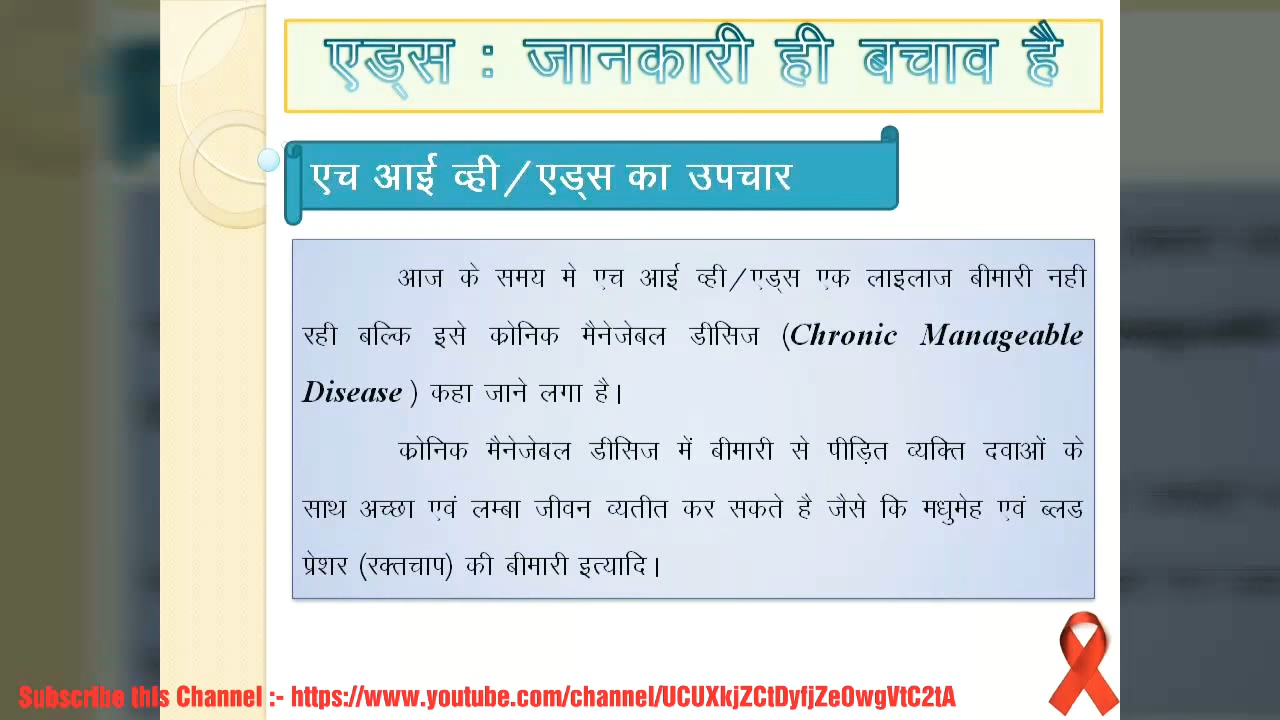 एड्स : जानकारी ही बचाव है
एच आई व्ही/एड्स का उपचार
आज के समय मे एच आई व्ही/एड्स एक लाइलाज बीमारी नही
रही बल्कि इसे क्रोनिक मैनेजेबल डीसिज (Chronic Manageable
Disease ) कहा जाने लगा है।
क्रोनिक मैनेजेबल डीसिज में बीमारी से पीड़ित व्यक्ति दवाओं के
साथ अच्छा एवं लम्बा जीवन व्यतीत कर सकते है जैसे कि मधुमेह एवं ब्लड
प्रेशर (रक्तचाप) की बीमारी इत्यादि।
Subscribe this Channel :- https://www.youtube.com/channel/UCUXkjZCtDyfjZeOwgVtC2tA